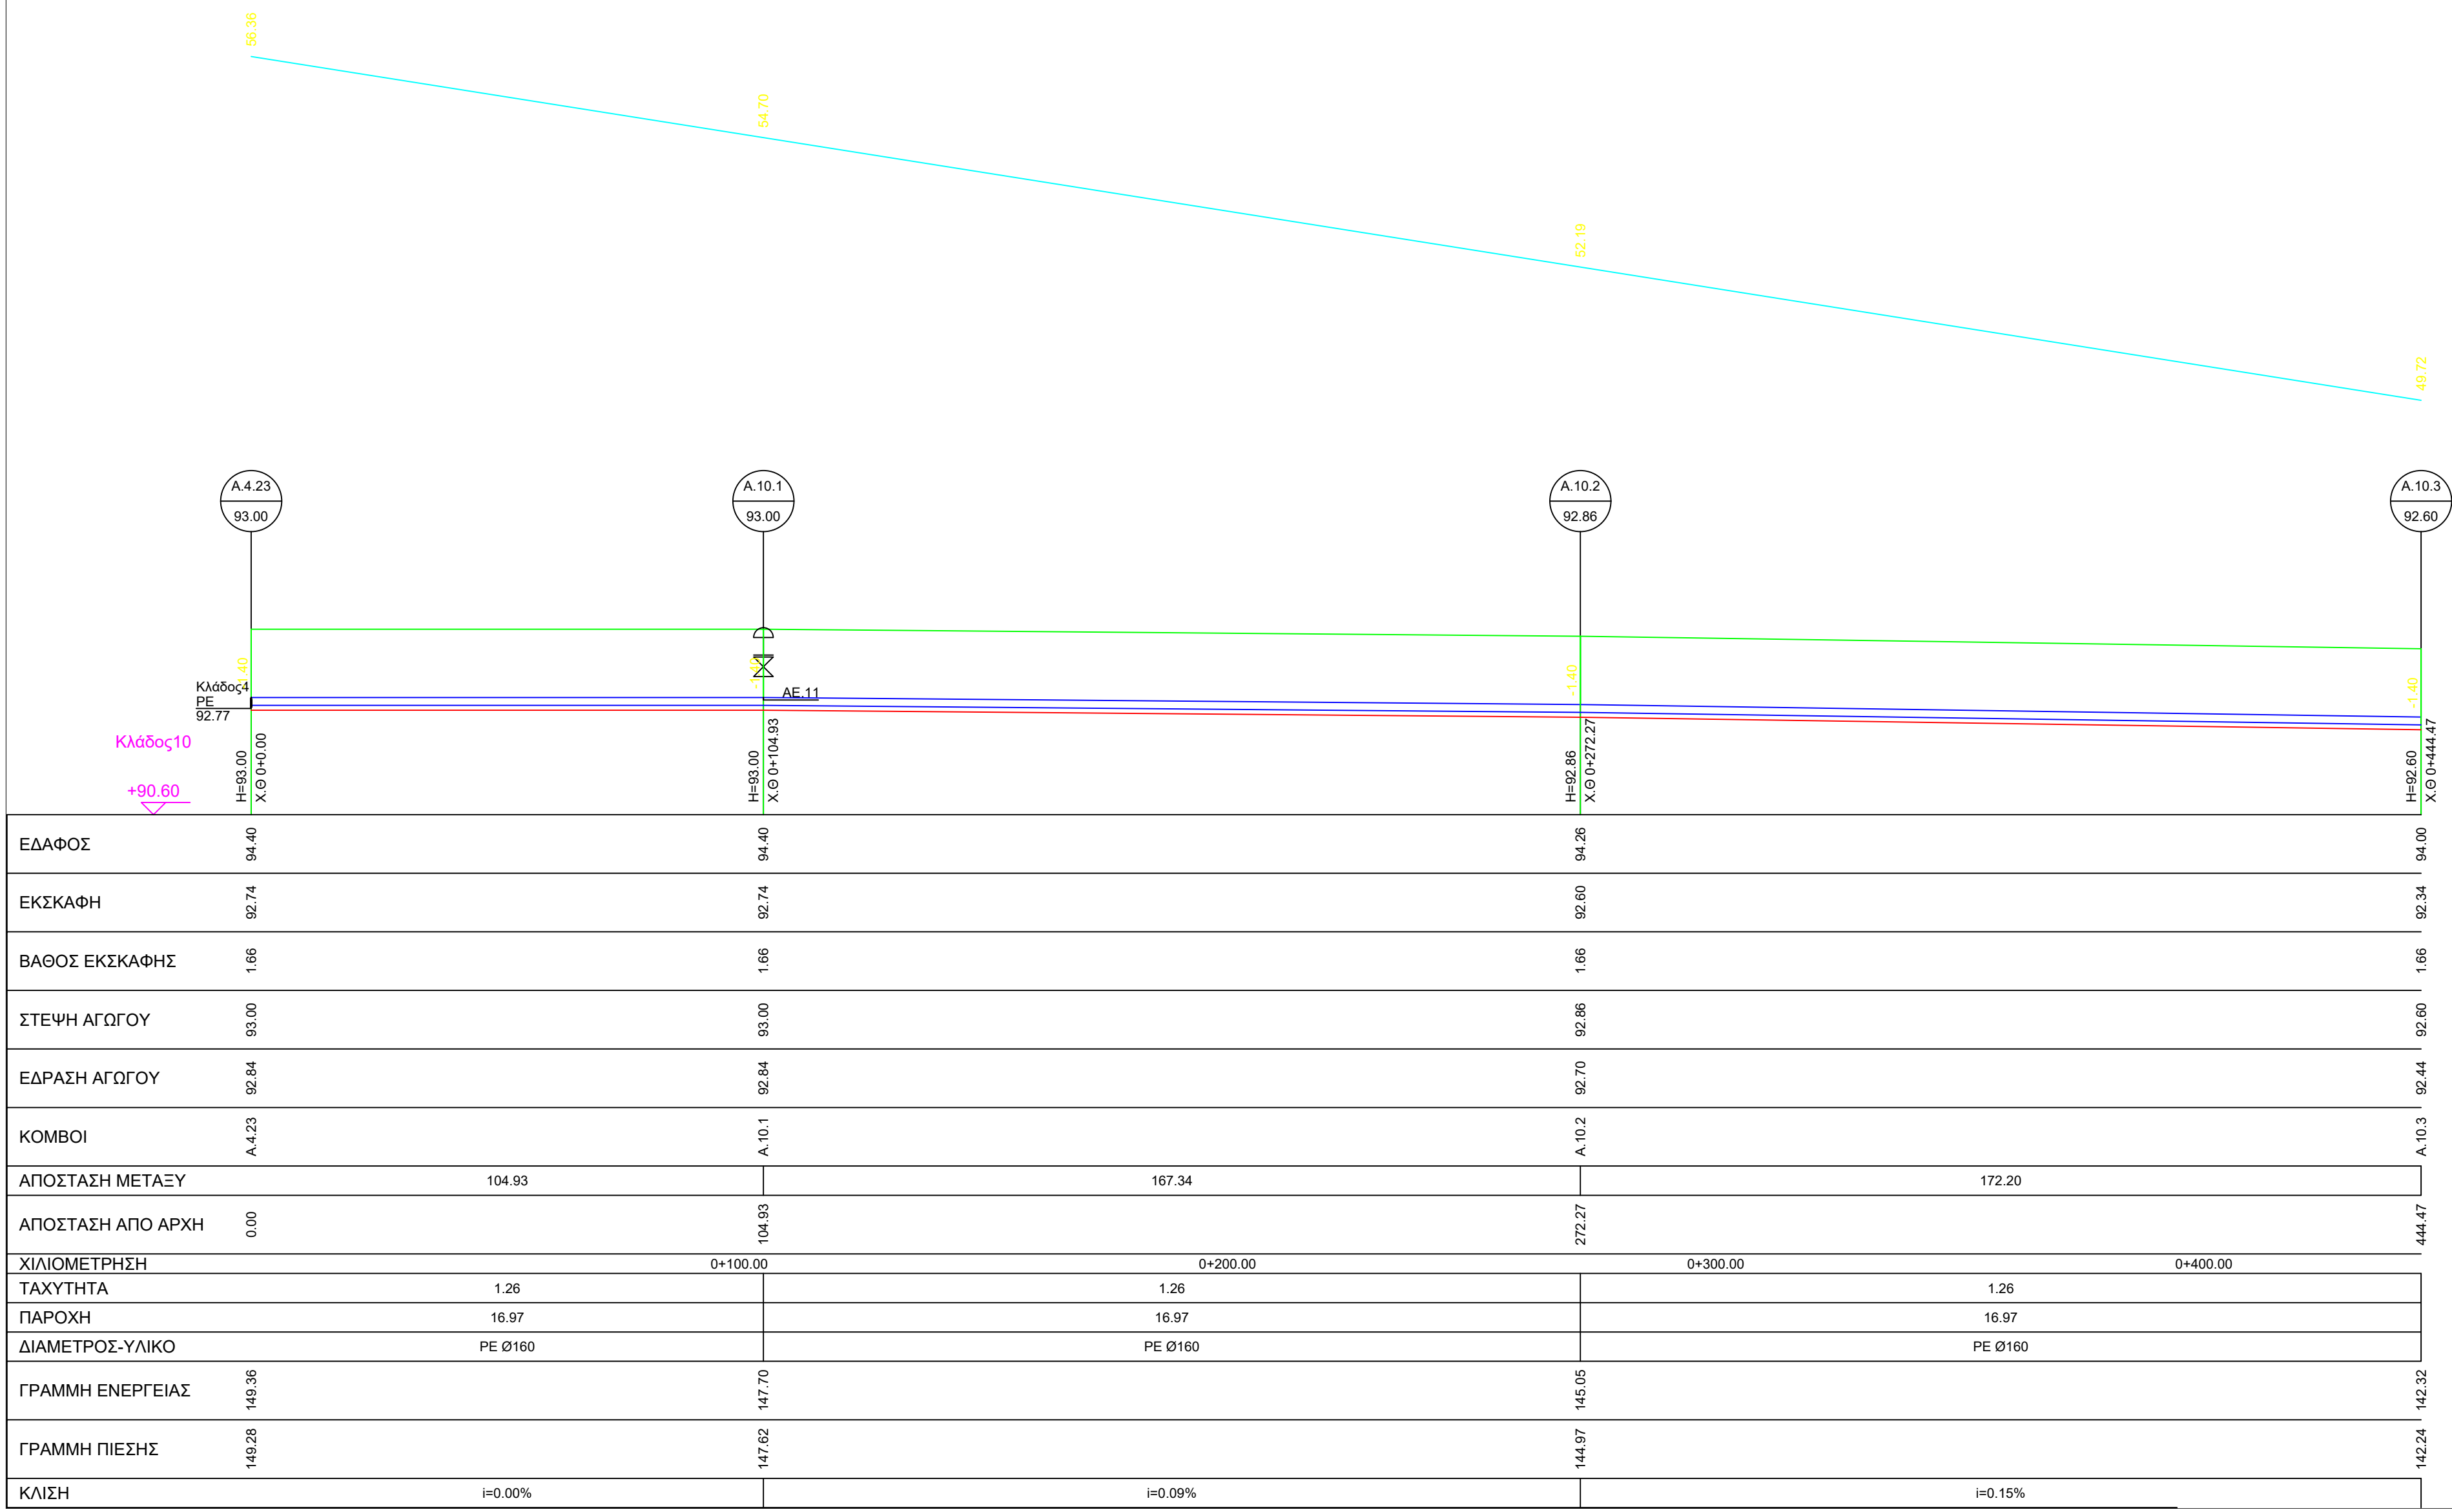 56.36
54.70
52.19
49.72
A.4.23
93.00
A.10.1
93.00
A.10.2
92.86
A.10.3
92.60
-1.40
-1.40
-1.40
-1.40
Κλάδος4
PE
92.77
ΑΕ.11
Κλάδος10
+90.60
H=93.00
Χ.Θ 0+0.00
H=93.00
Χ.Θ 0+104.93
H=92.86
Χ.Θ 0+272.27
H=92.60
Χ.Θ 0+444.47
ΕΔΑΦΟΣ 94.40 94.40 94.26 94.00
ΕΚΣΚΑΦΗ 92.74 92.74 92.60 92.34
ΒΑΘΟΣ ΕΚΣΚΑΦΗΣ 1.66 1.66 1.66 1.66
ΣΤΕΨΗ ΑΓΩΓΟΥ 93.00 93.00 92.86 92.60
ΕΔΡΑΣΗ ΑΓΩΓΟΥ 92.84 92.84 92.70 92.44
ΚΟΜΒΟΙ A.4.23 A.10.1 A.10.2 A.10.3
ΑΠΟΣΤΑΣΗ ΜΕΤΑΞΥ 104.93 167.34 172.20
ΑΠΟΣΤΑΣΗ ΑΠΟ ΑΡΧΗ 0.00 104.93 272.27 444.47
ΧΙΛΙΟΜΕΤΡΗΣΗ 0+100.00 0+200.00 0+300.00 0+400.00
ΤΑΧΥΤΗΤΑ 1.26 1.26 1.26
ΠΑΡΟΧΗ 16.97 16.97 16.97
ΔΙΑΜΕΤΡΟΣ-ΥΛΙΚΟ PE Ø160 PE Ø160 PE Ø160
ΓΡΑΜΜΗ ΕΝΕΡΓΕΙΑΣ 149.36 147.70 145.05 142.32
ΓΡΑΜΜΗ ΠΙΕΣΗΣ 149.28 147.62 144.97 142.24
ΚΛΙΣΗ i=0.00% i=0.09% i=0.15%